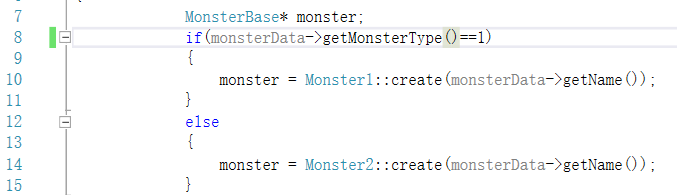 7 MonsterBase* monster;
8 if(monsterData->getMonsterType()==1)
9 {
10 monster = Monster1::create(monsterData->getName());
11 }
12 else
13 {
14 monster = Monster2::create(monsterData->getName());
15 }